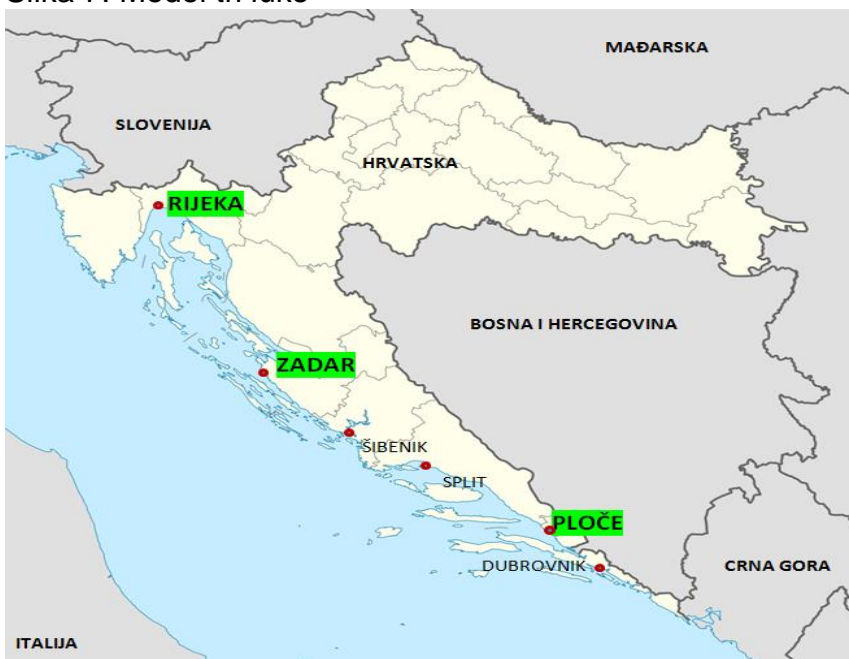 MAĐARSKA
SLOVENIJA
HRVATSKA
RIJEKA
BOSNA I HERCEGOVINA
ZADAR
ŠIBENIK
SPLIT
PLOČE
DUBROVNIK
CRNA GORA
ITALIJA